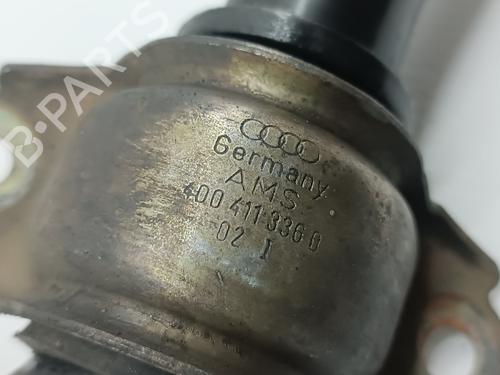 B-PARTS
Germany
AMS
4D0 411 336 D
02 I